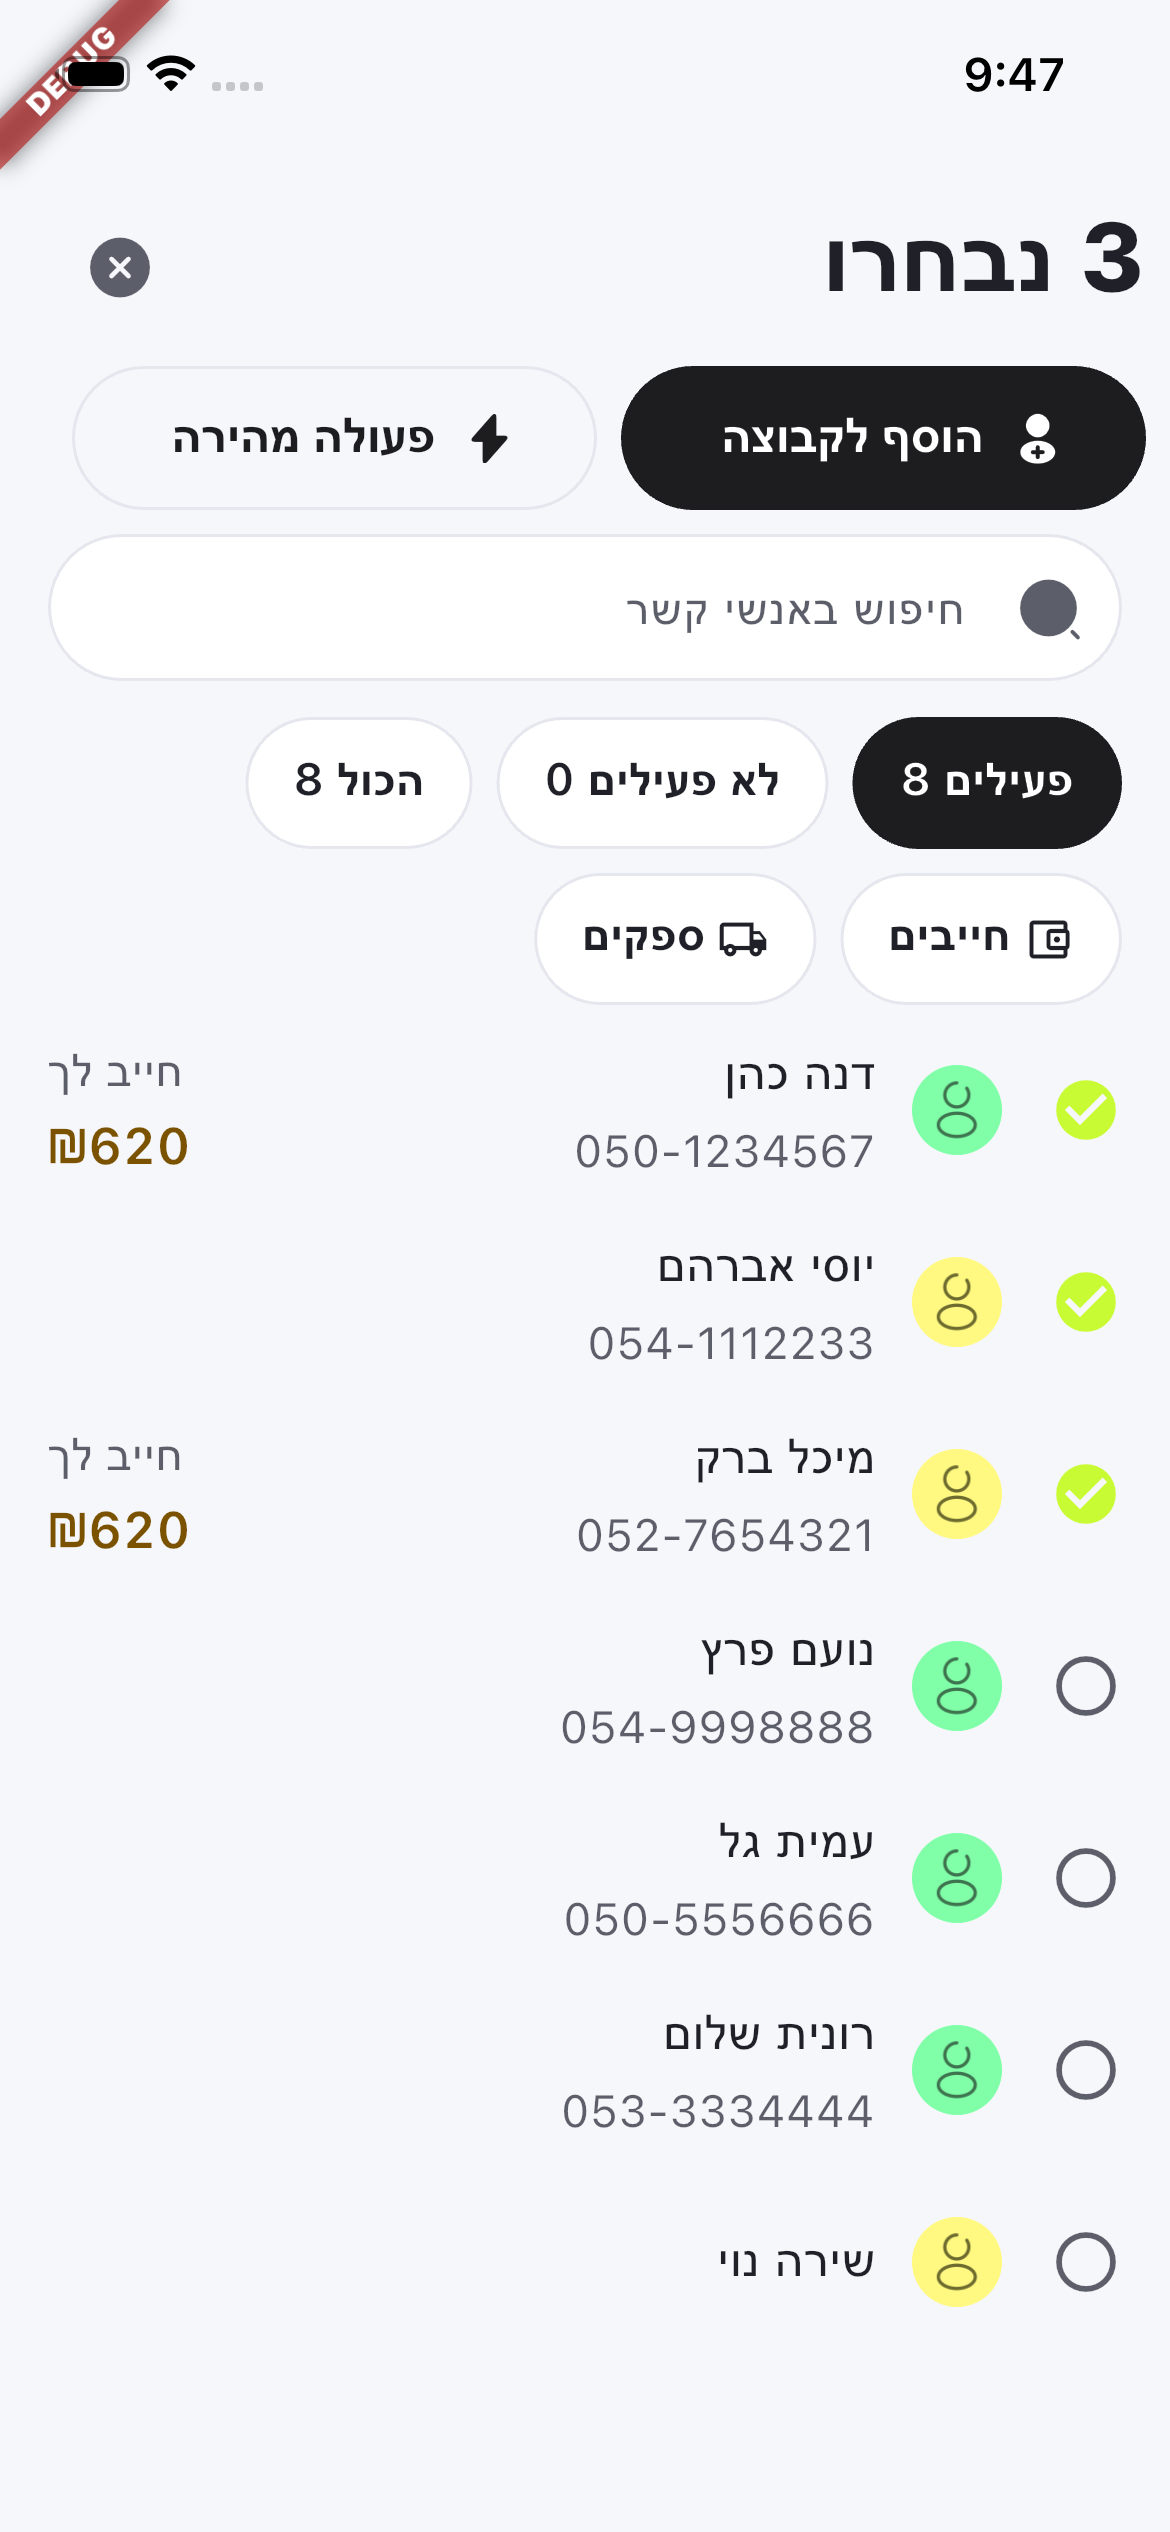 DEBUG
9:47
3 נבחרו
הוסף לקבוצה
פעולה מהירה
חיפוש באנשי קשר
פעילים 8
לא פעילים 0
הכול 8
חייבים
ספקים
דנה כהן
050-1234567
חייב לך
₪620
יוסי אברהם
054-1112233
מיכל ברק
052-7654321
חייב לך
₪620
נועם פרץ
054-9998888
עמית גל
050-5556666
רונית שלום
053-3334444
שירה נוי